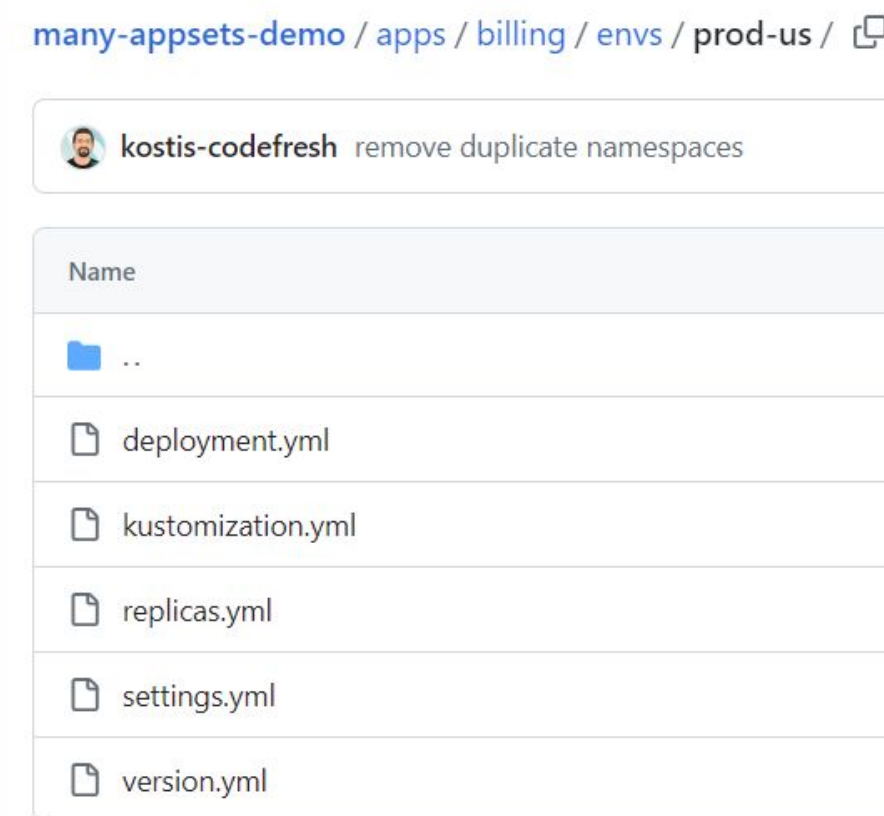 many-appsets-demo / apps / billing / envs / prod-us /
kostis-codefresh remove duplicate namespaces
Name
..
deployment.yml
kustomization.yml
replicas.yml
settings.yml
version.yml